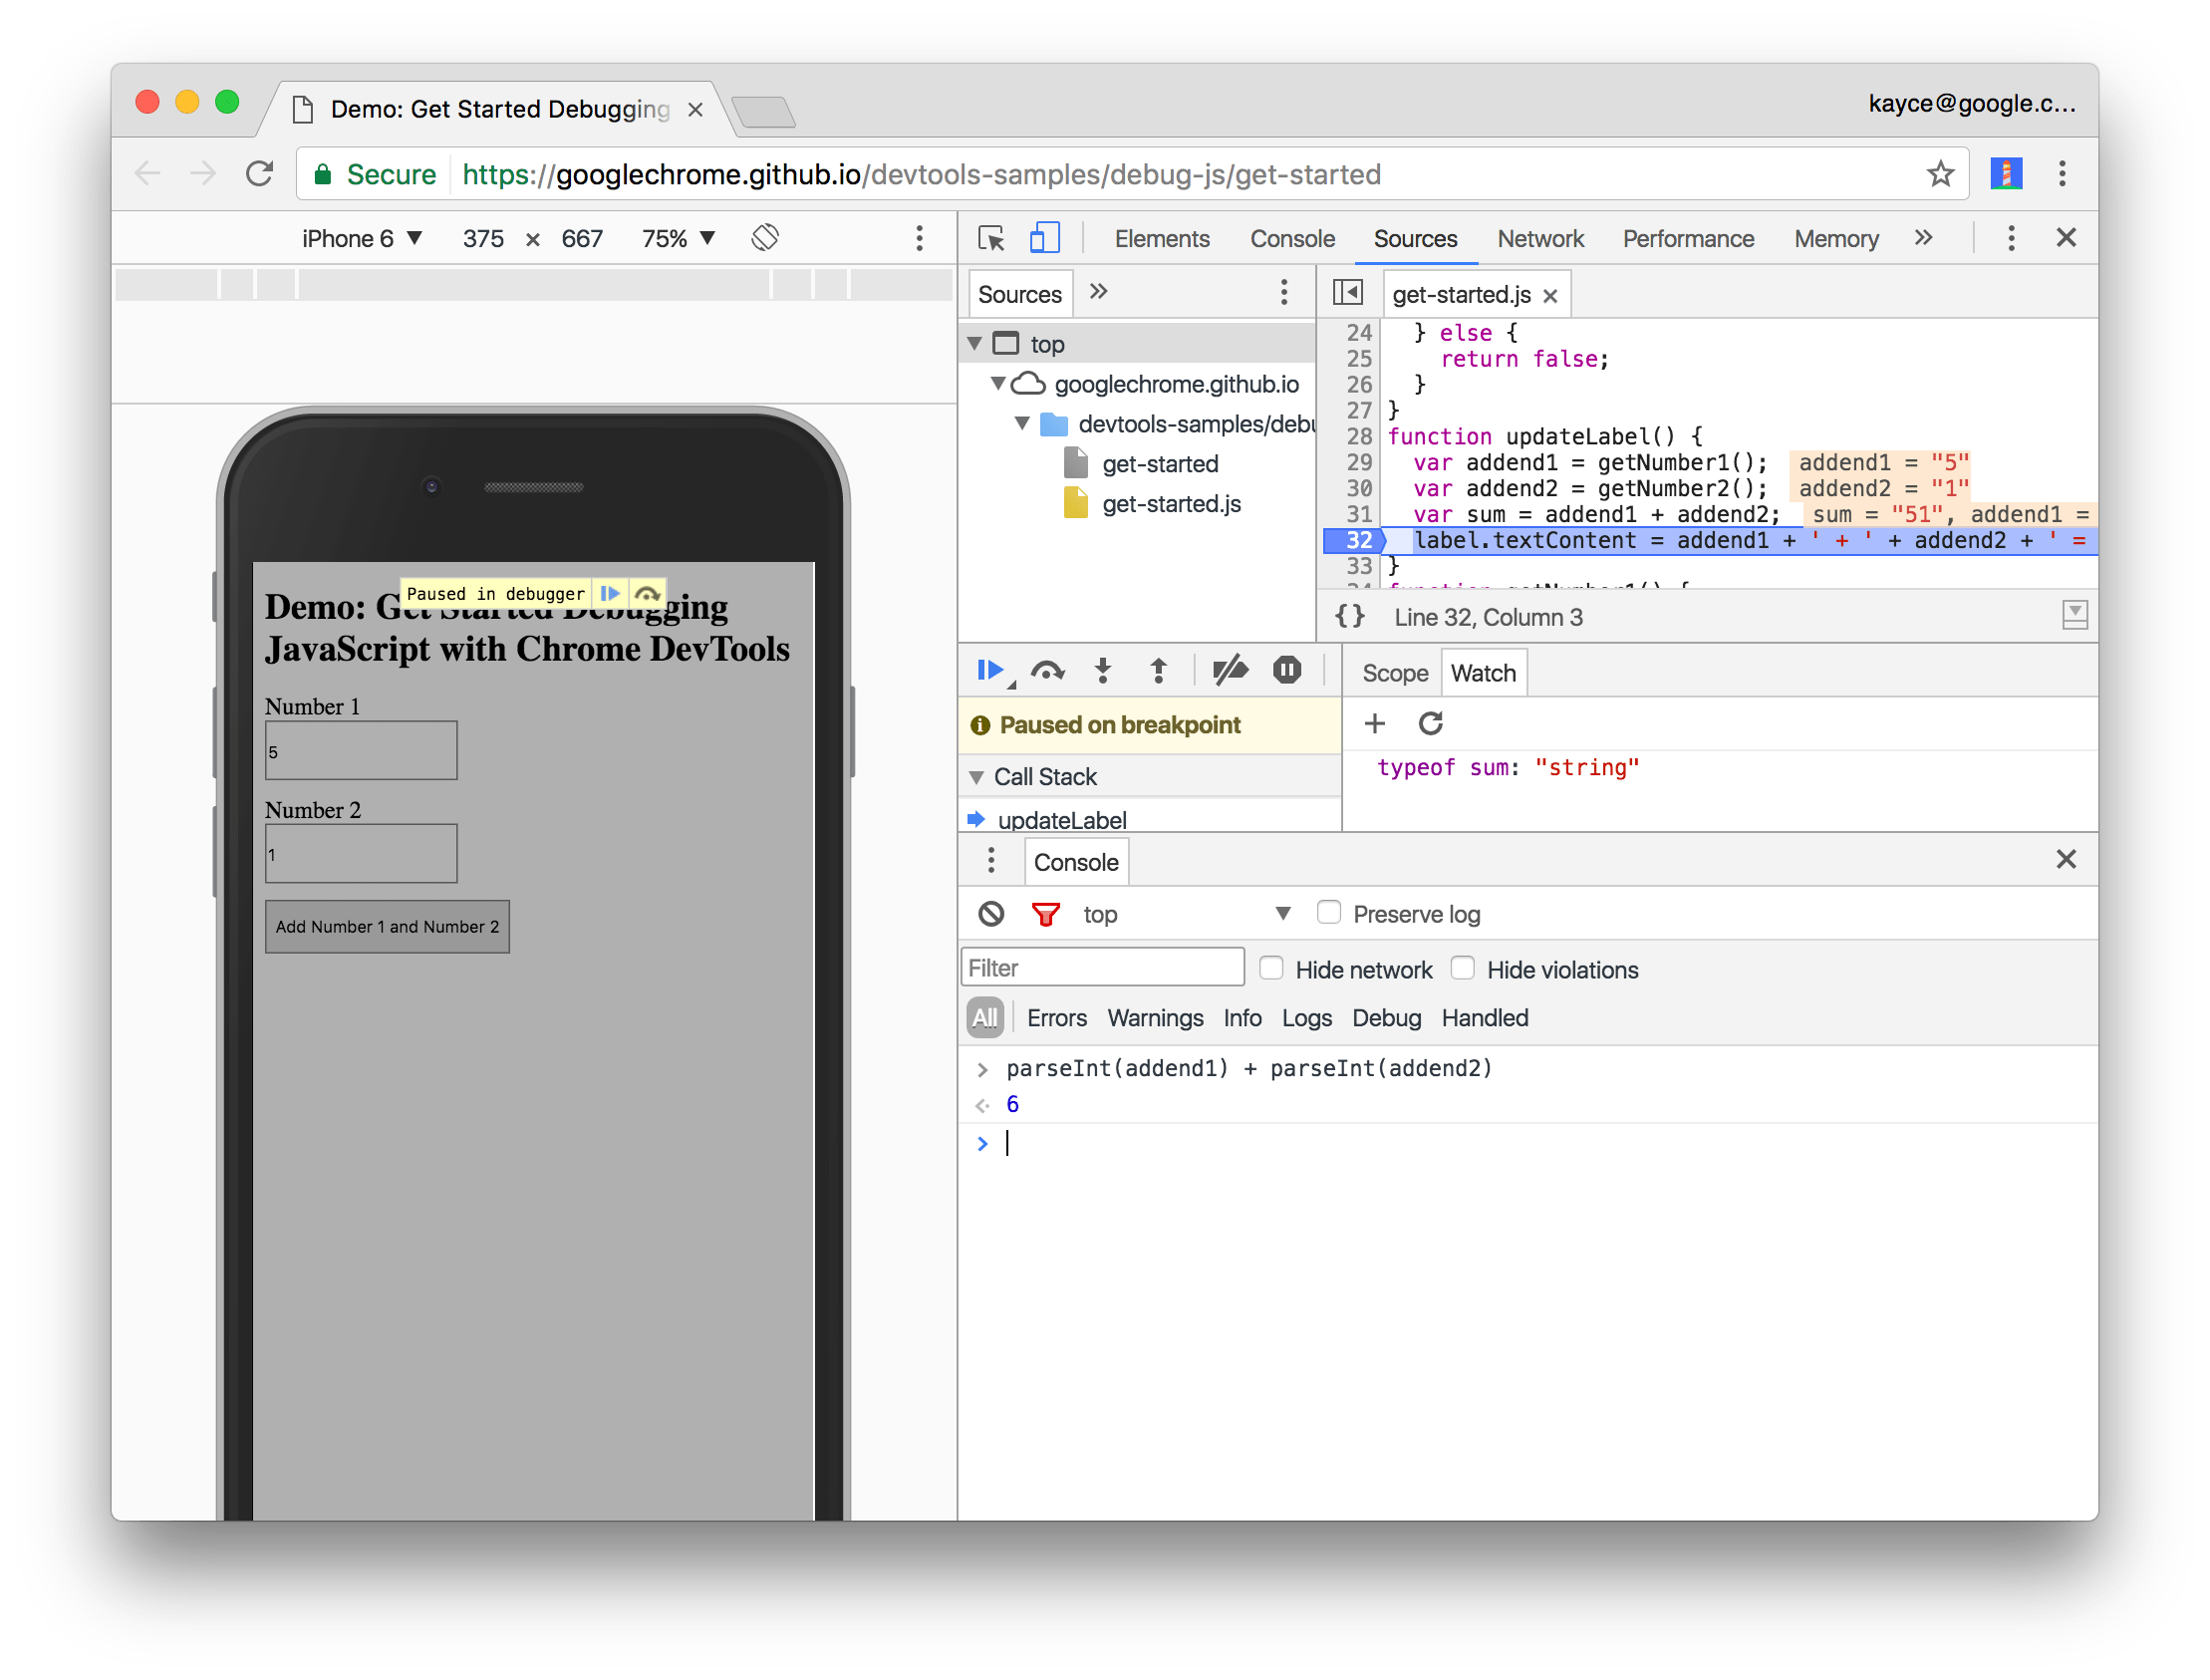 Demo: Get Started Debugging
kayce@google.c...
Secure https://googlechrome.github.io/devtools-samples/debug-js/get-started
iPhone 6 375 × 667 75%
Elements Console Sources Network Performance Memory »
Sources »
top
googlechrome.github.io
devtools-samples/debu
get-started
get-started.js
get-started.js ×
24 } else {
25 return false;
26 }
27 }
28 function updateLabel() {
29 var addend1 = getNumber1(); addend1 = "5"
30 var addend2 = getNumber2(); addend2 = "1"
31 var sum = addend1 + addend2; sum = "51", addend1 =
32 label.textContent = addend1 + ' + ' + addend2 + ' =
33 }
34 function getNumber1() {
{} Line 32, Column 3
Paused in debugger
Demo: Get Started Debugging
JavaScript with Chrome DevTools
Number 1
5
Number 2
1
Add Number 1 and Number 2
Paused on breakpoint
Call Stack
updateLabel
Scope Watch
typeof sum: "string"
Console
top Preserve log
Filter Hide network Hide violations
All Errors Warnings Info Logs Debug Handled
> parseInt(addend1) + parseInt(addend2)
6
>